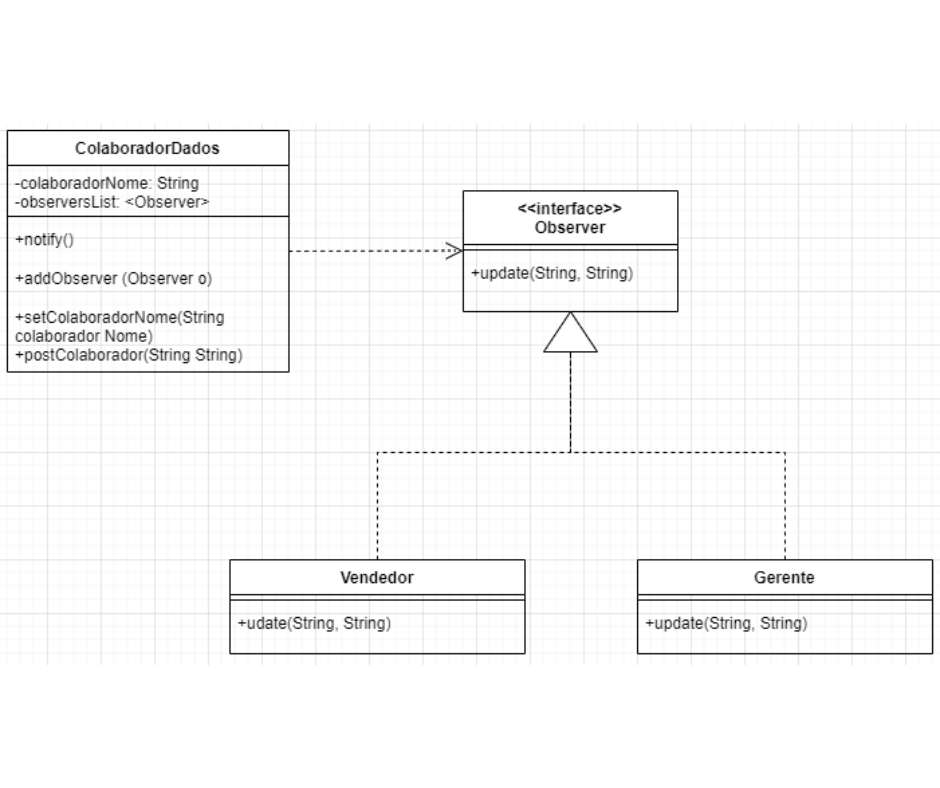 ColaboradorDados
-colaboradorNome: String
-observersList: <Observer>
+notify()
+addObserver (Observer o)
+setColaboradorNome(String
colaborador Nome)
+postColaborador(String String)
<<interface>>
Observer
+update(String, String)
Vendedor
+udate(String, String)
Gerente
+update(String, String)